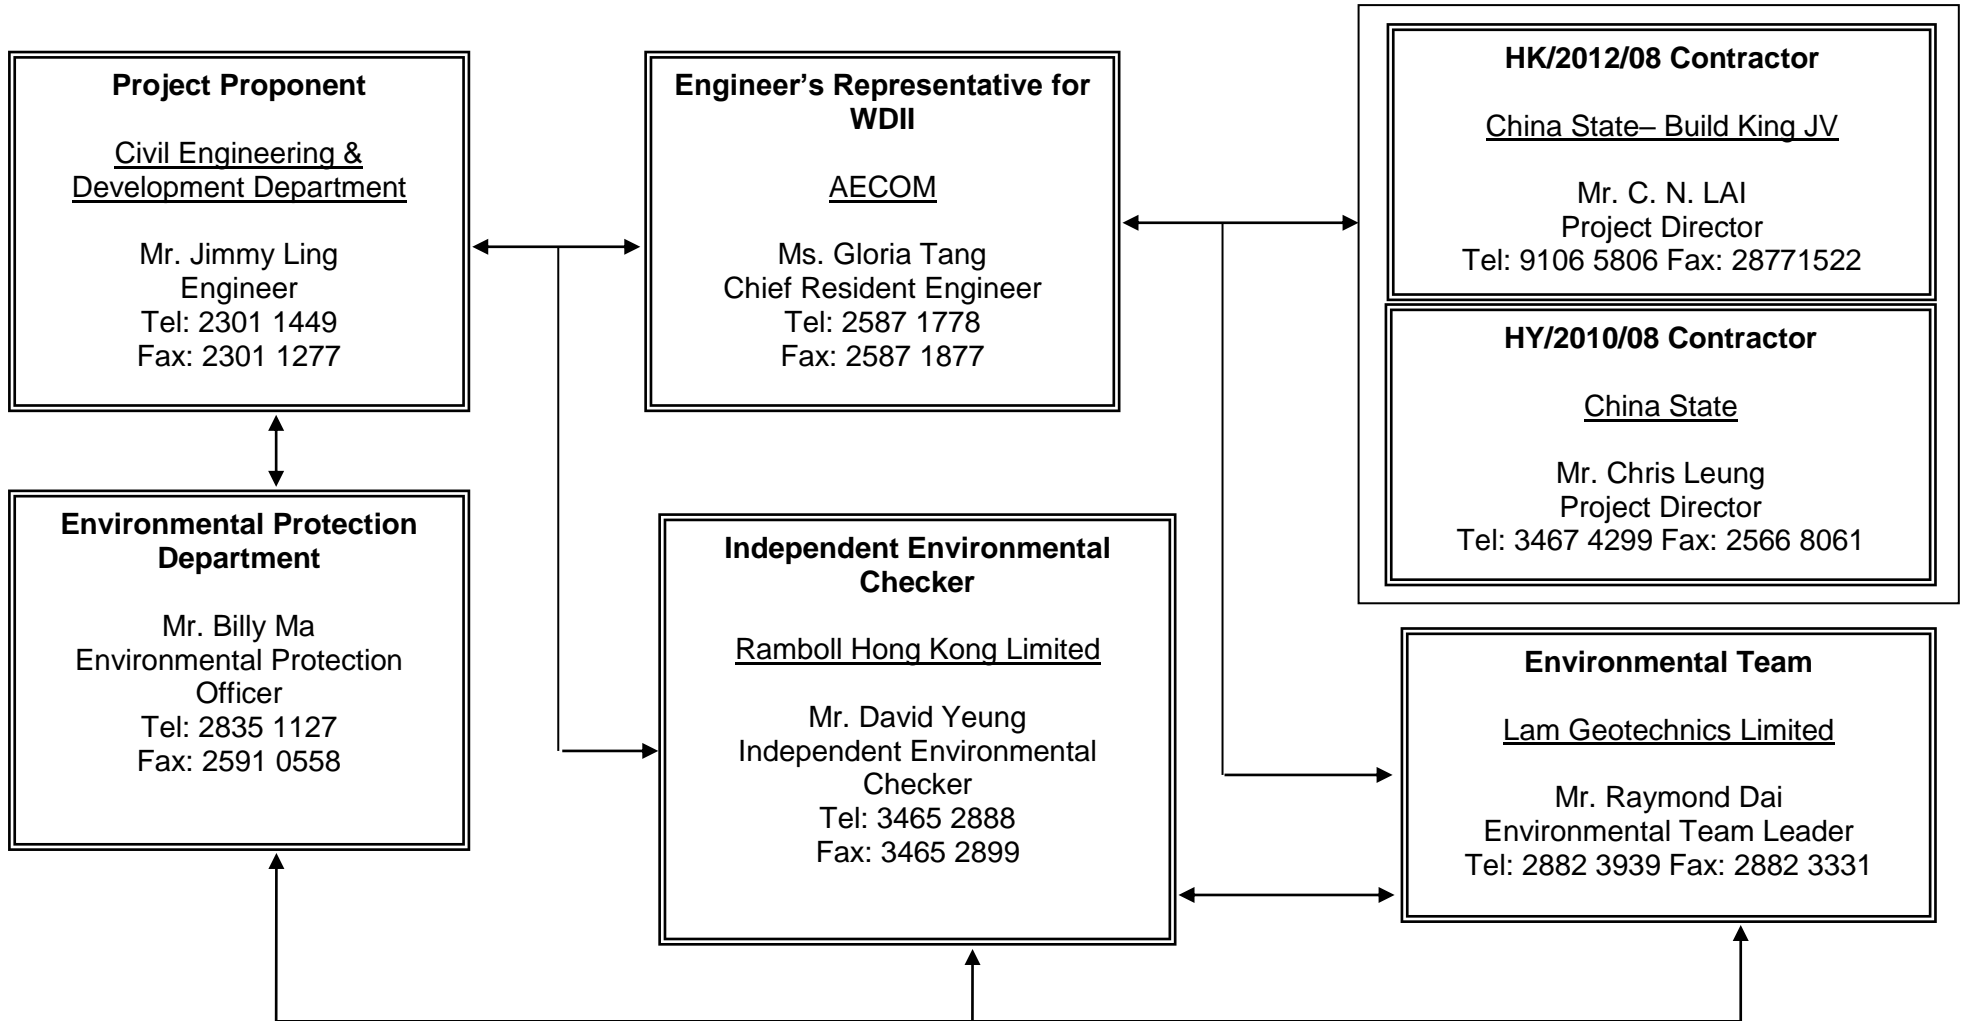 Project Proponent
Civil Engineering &
Development Department
Mr. Jimmy Ling
Engineer
Tel: 2301 1449
Fax: 2301 1277
Engineer’s Representative for
WDII
AECOM
Ms. Gloria Tang
Chief Resident Engineer
Tel: 2587 1778
Fax: 2587 1877
HK/2012/08 Contractor
China State– Build King JV
Mr. C. N. LAI
Project Director
Tel: 9106 5806 Fax: 28771522
HY/2010/08 Contractor
China State
Mr. Chris Leung
Project Director
Tel: 3467 4299 Fax: 2566 8061
Environmental Protection
Department
Mr. Billy Ma
Environmental Protection
Officer
Tel: 2835 1127
Fax: 2591 0558
Independent Environmental
Checker
Ramboll Hong Kong Limited
Mr. David Yeung
Independent Environmental
Checker
Tel: 3465 2888
Fax: 3465 2899
Environmental Team
Lam Geotechnics Limited
Mr. Raymond Dai
Environmental Team Leader
Tel: 2882 3939 Fax: 2882 3331